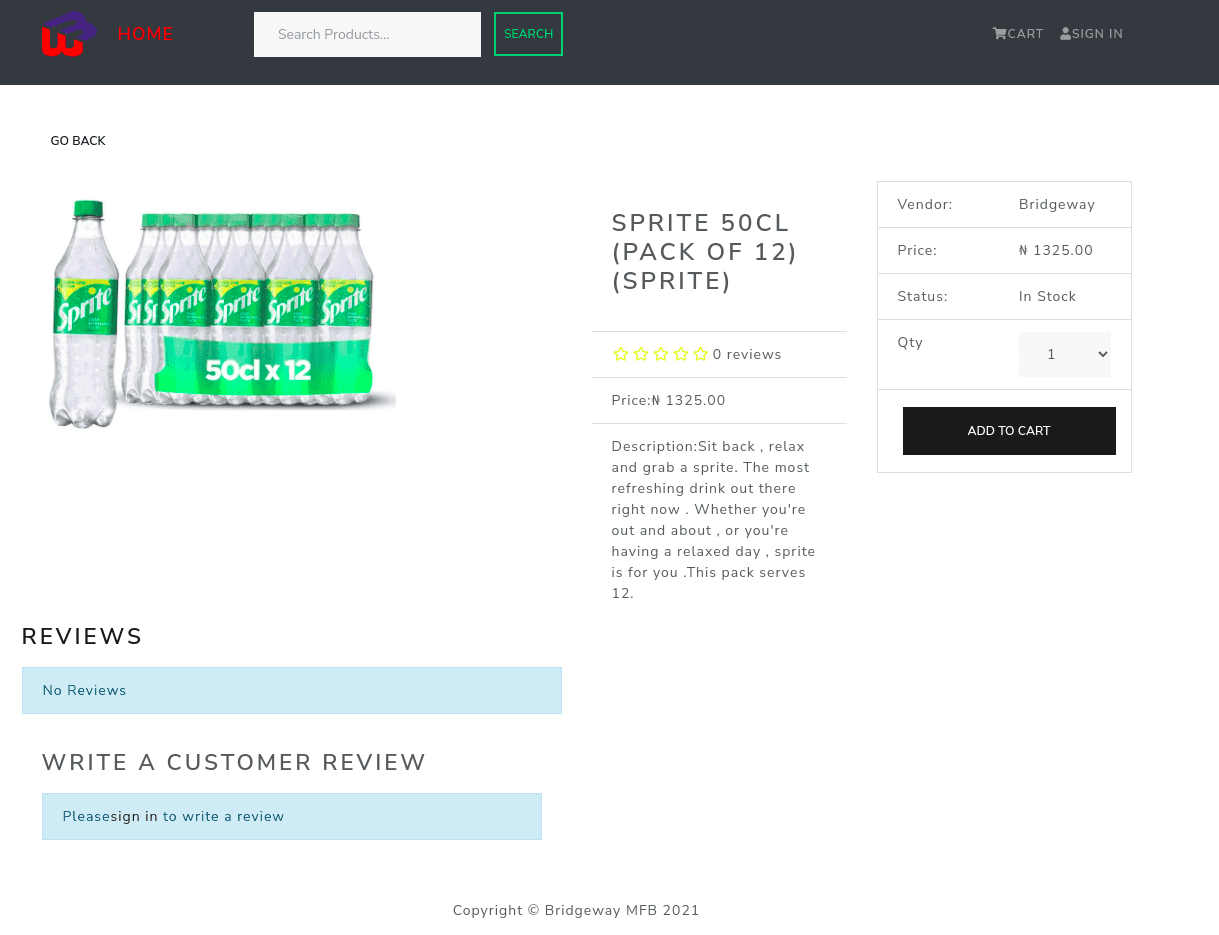 HOME
Search Products...
SEARCH
CART
SIGN IN
GO BACK
Sprite
Sprite
Sprite
Sprite
Sprite
50cl x 12
SPRITE 50CL
(PACK OF 12)
(SPRITE)
0 reviews
Price:₦ 1325.00
Description:Sit back , relax
and grab a sprite. The most
refreshing drink out there
right now . Whether you're
out and about , or you're
having a relaxed day , sprite
is for you .This pack serves
12.
Vendor: Bridgeway
Price: ₦ 1325.00
Status: In Stock
Qty 1
ADD TO CART
REVIEWS
No Reviews
WRITE A CUSTOMER REVIEW
Pleasesign in to write a review
Copyright © Bridgeway MFB 2021